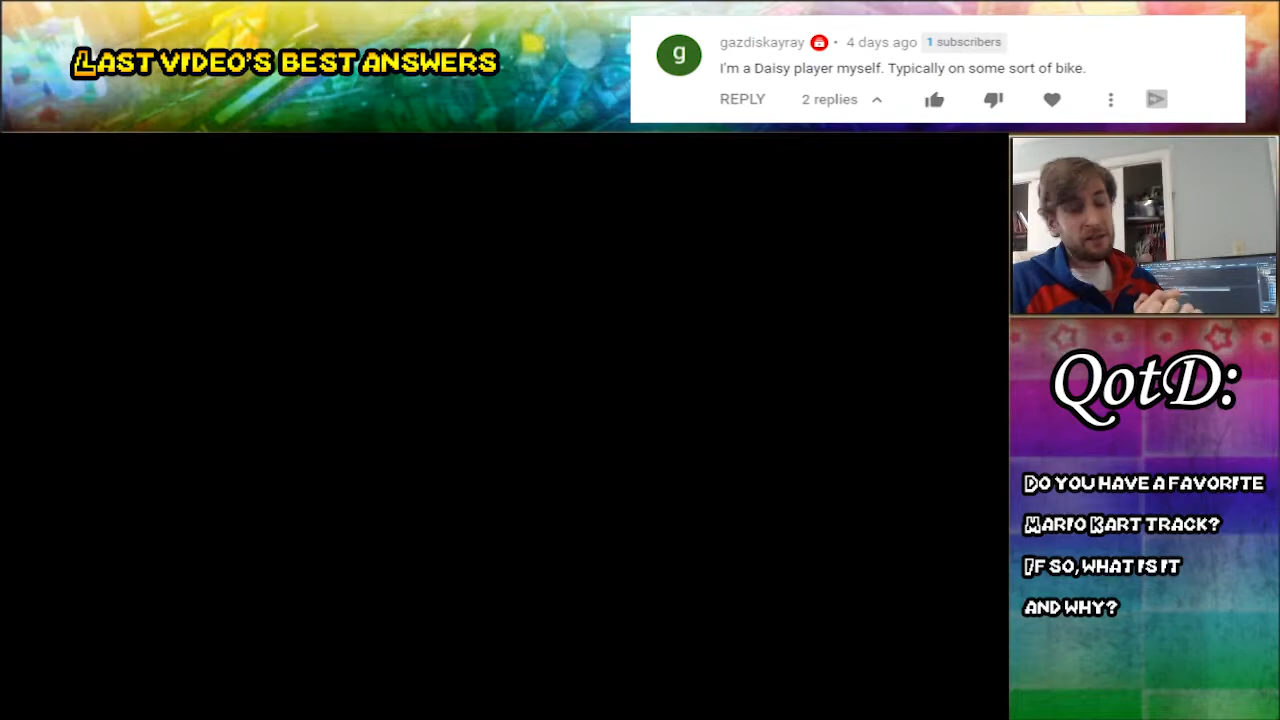 Last video's best answers
g
gazdiskayray · 4 days ago 1 subscribers
I'm a Daisy player myself. Typically on some sort of bike.
REPLY 2 replies
QotD:
Do you have a favorite
Mario Kart track?
If so, what is it
and why?